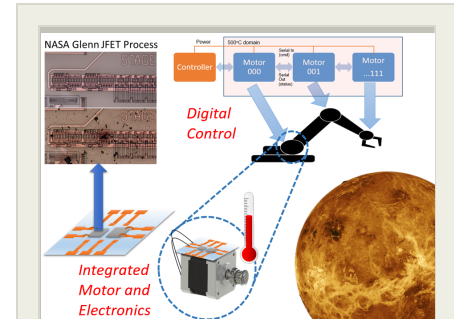 NASA Glenn JFET Process
Power
500°C domain
Controller
Motor
000
Serial In
(cmd)
Serial
Out
(status)
Motor
001
Motor
...111
Digital
Control
Integrated
Motor and
Electronics